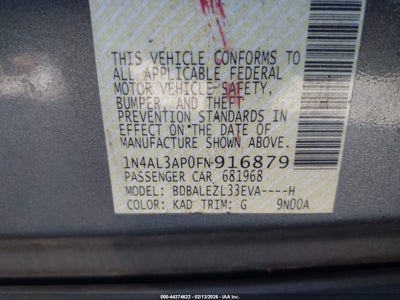 THIS VEHICLE CONFORMS TO
ALL APPLICABLE FEDERAL
MOTOR VEHICLE SAFETY,
BUMPER, AND THEFT
PREVENTION STANDARDS IN
EFFECT ON THE DATE OF
MANUFACTURE SHOWN ABOVE.
1N4AL3AP0FN916879
PASSENGER CAR 681968
MODEL: BDBALEZL33EVA----H
COLOR: KAD TRIM: G 9N00A
OOO-44374622 - 02/13/2026 - IAA Inc.